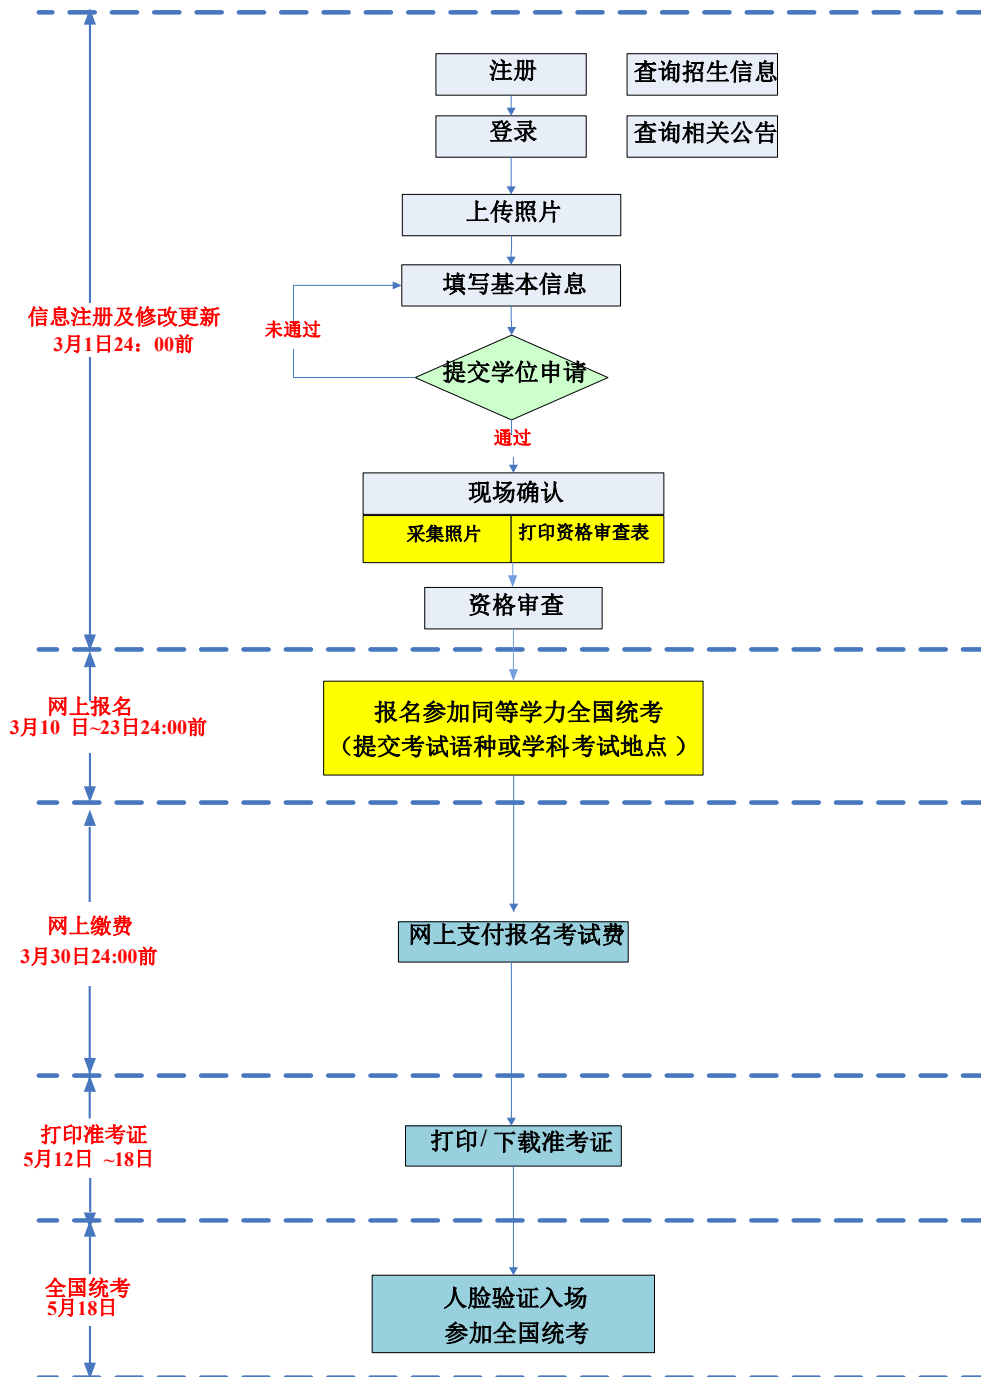 注册
查询招生信息
登录
查询相关公告
上传照片
填写基本信息
信息注册及修改更新
3月1日24：00前
未通过
提交学位申请
通过
现场确认
采集照片
打印资格审查表
资格审查
网上报名
3月10 日~23日24:00前
报名参加同等学力全国统考
（提交考试语种或学科考试地点 ）
网上缴费
3月30日24:00前
网上支付报名考试费
打印准考证
5月12日 ~18日
打印/ 下载准考证
全国统考
5月18日
人脸验证入场
参加全国统考